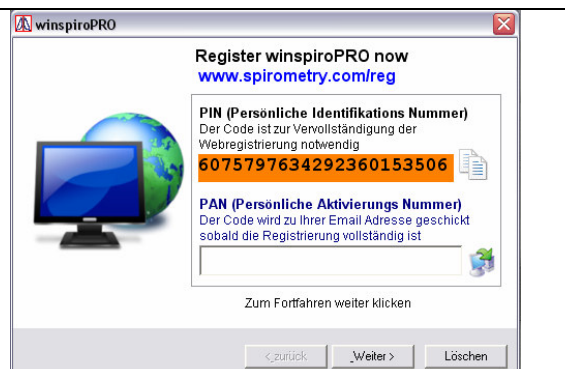 winspiroPRO
Register winspiroPRO now
www.spirometry.com/reg
PIN (Persönliche Identifikations Nummer)
Der Code ist zur Vervollständigung der
Webregistrierung notwendig
6075797634292360153506
PAN (Persönliche Aktivierungs Nummer)
Der Code wird zu Ihrer Email Adresse geschickt
sobald die Registrierung vollständig ist
Zum Fortfahren weiter klicken
< zurück
Weiter >
Löschen